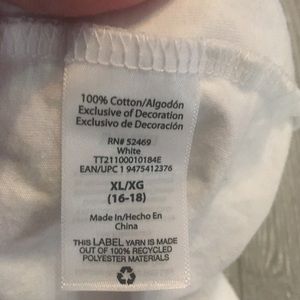 100% Cotton/Algodón
Exclusive of Decoration
Exclusivo de Decoración
RN# 52469
White
TT21100010184E
EAN/UPC 1 9475412376
XL/XG
(16-18)
Made In/Hecho En
China
THIS LABEL YARN IS MADE
OUT OF 100% RECYCLED
POLYESTER MATERIALS